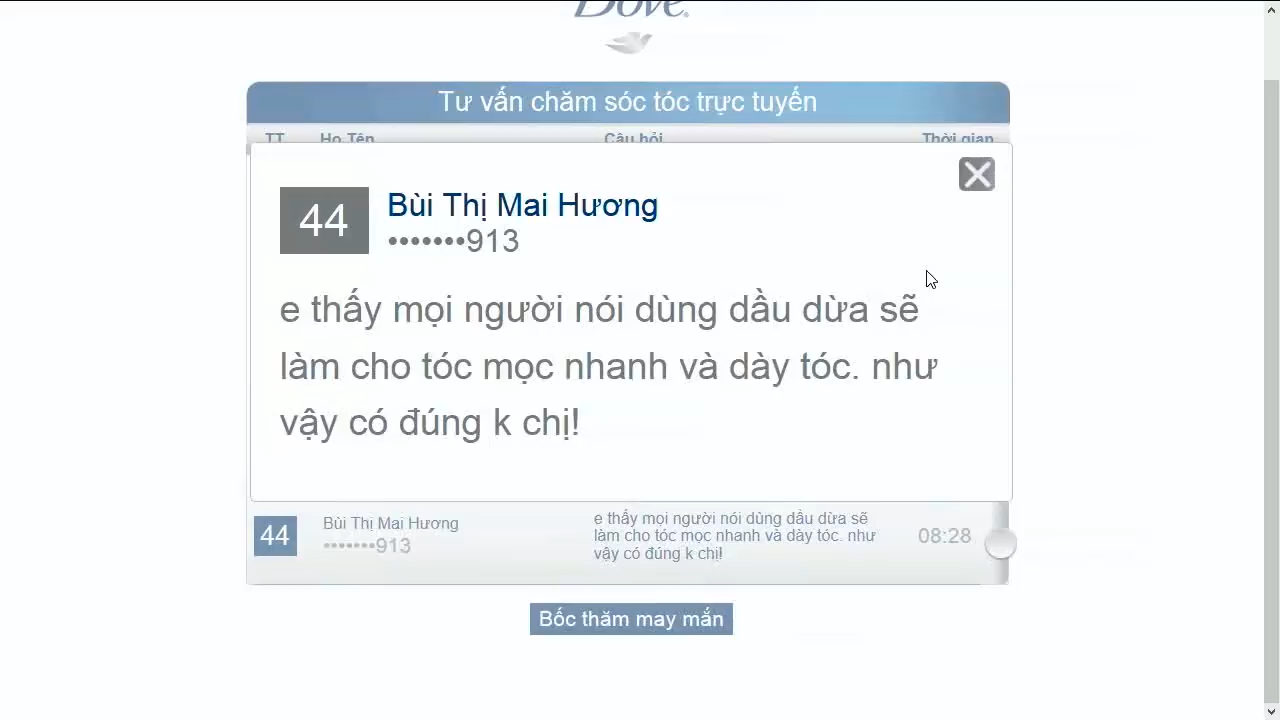 Dove
Tư vấn chăm sóc tóc trực tuyến
TT Họ Tên Câu hỏi Thời gian
44 Bùi Thị Mai Hương
•••••••913
e thấy mọi người nói dùng dầu dừa sẽ
làm cho tóc mọc nhanh và dày tóc. như
vậy có đúng k chị!
44 Bùi Thị Mai Hương
•••••••913
e thấy mọi người nói dùng dầu dừa sẽ
làm cho tóc mọc nhanh và dày tóc. như
vậy có đúng k chị!
08:28
Bốc thăm may mắn